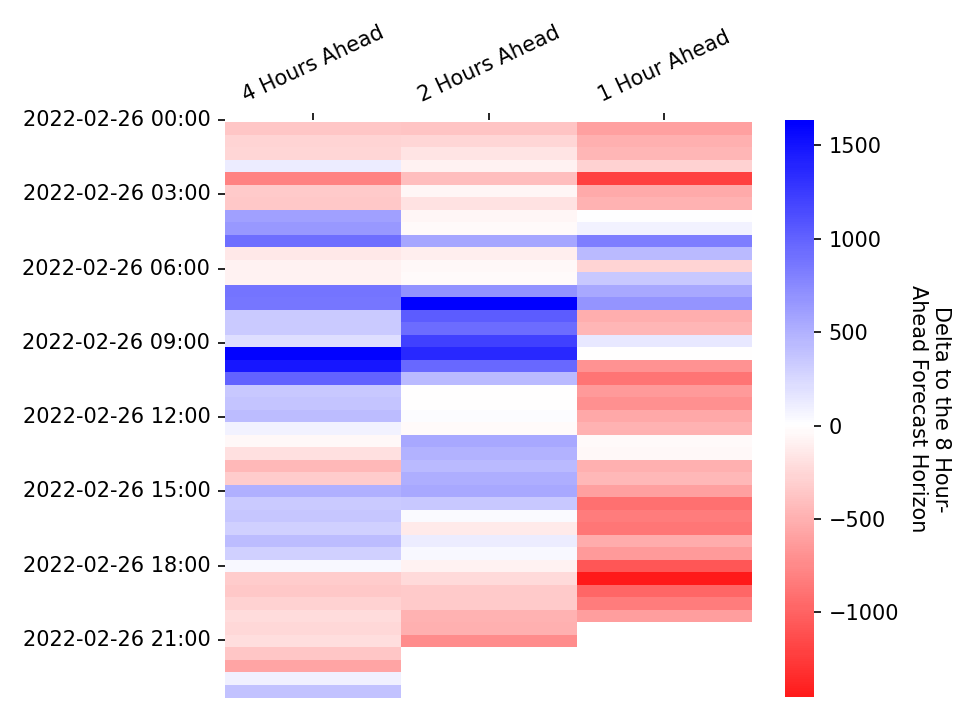 4 Hours Ahead
2 Hours Ahead
1 Hour Ahead
2022-02-26 00:00
2022-02-26 03:00
2022-02-26 06:00
2022-02-26 09:00
2022-02-26 12:00
2022-02-26 15:00
2022-02-26 18:00
2022-02-26 21:00
1500
1000
500
0
−500
−1000
Delta to the 8 Hour-
Ahead Forecast Horizon